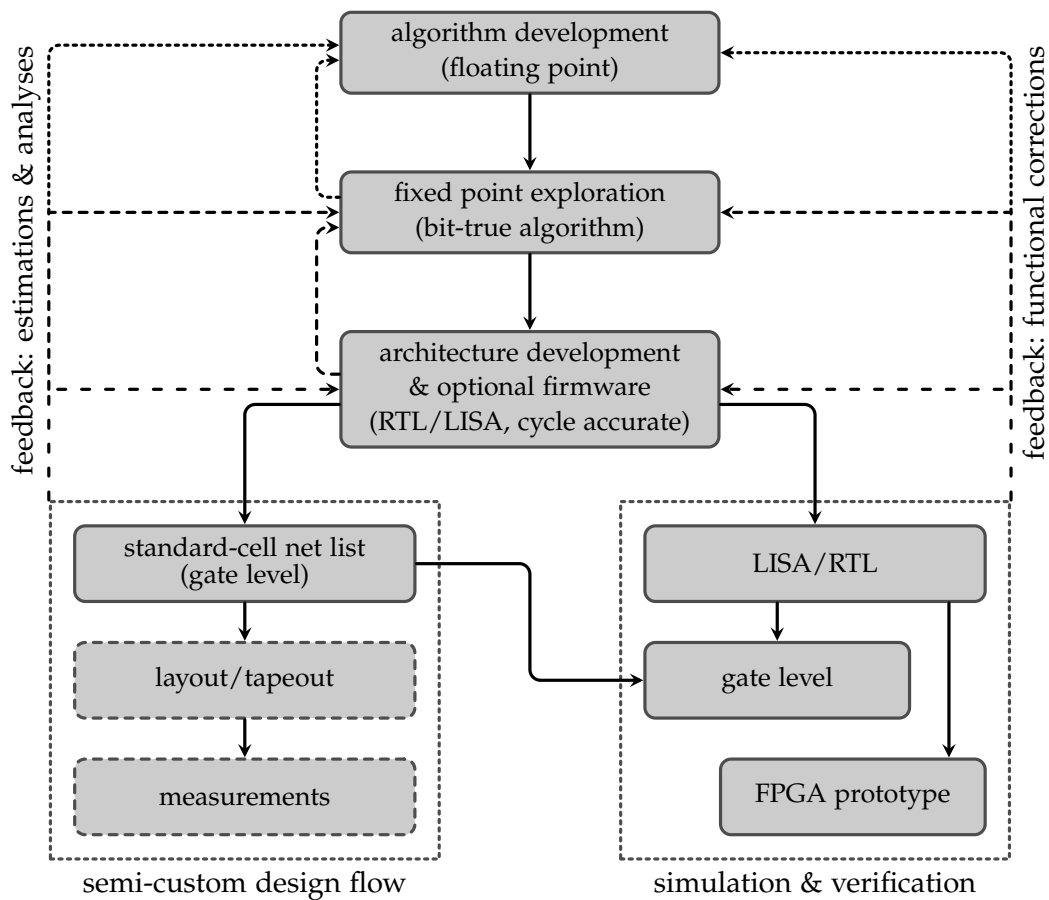 algorithm development
(floating point)
feedback: estimations & analyses
feedback: functional corrections
fixed point exploration
(bit-true algorithm)
architecture development
& optional firmware
(RTL/LISA, cycle accurate)
standard-cell net list
(gate level)
layout/tapeout
measurements
semi-custom design flow
LISA/RTL
gate level
FPGA prototype
simulation & verification